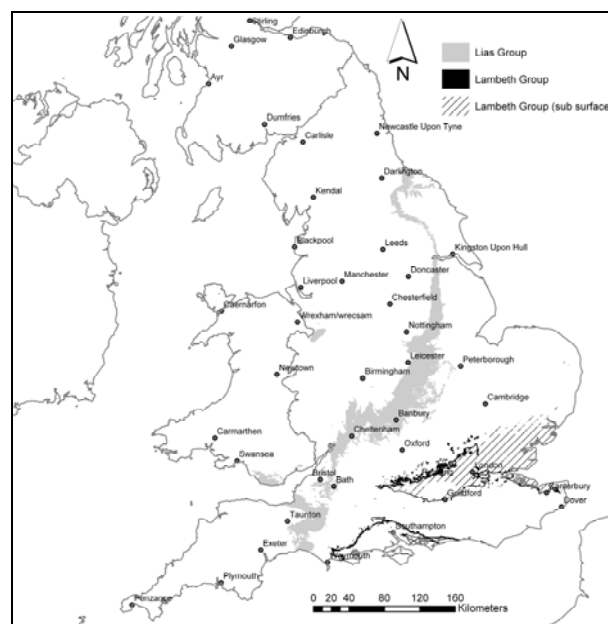 Stirling
Glasgow
Edinburgh
Ayr
Dumfries
Carlisle
Newcastle Upon Tyne
Darlington
Kendal
Blackpool
Leeds
Kingston Upon Hull
Liverpool
Manchester
Doncaster
Chesterfield
Caernarfon
Wrexham/wrecsam
Nottingham
Leicester
Peterborough
Newtown
Birmingham
Cambridge
Banbury
Carmarthen
Cheltenham
Oxford
Swansea
Bristol
Bath
London
Guildford
Canterbury
Dover
Taunton
Southampton
Exeter
Weymouth
Plymouth
Penzance
N
Lias Group
Lambeth Group
Lambeth Group (sub surface
0 20 40 80 120 160
Kilometers